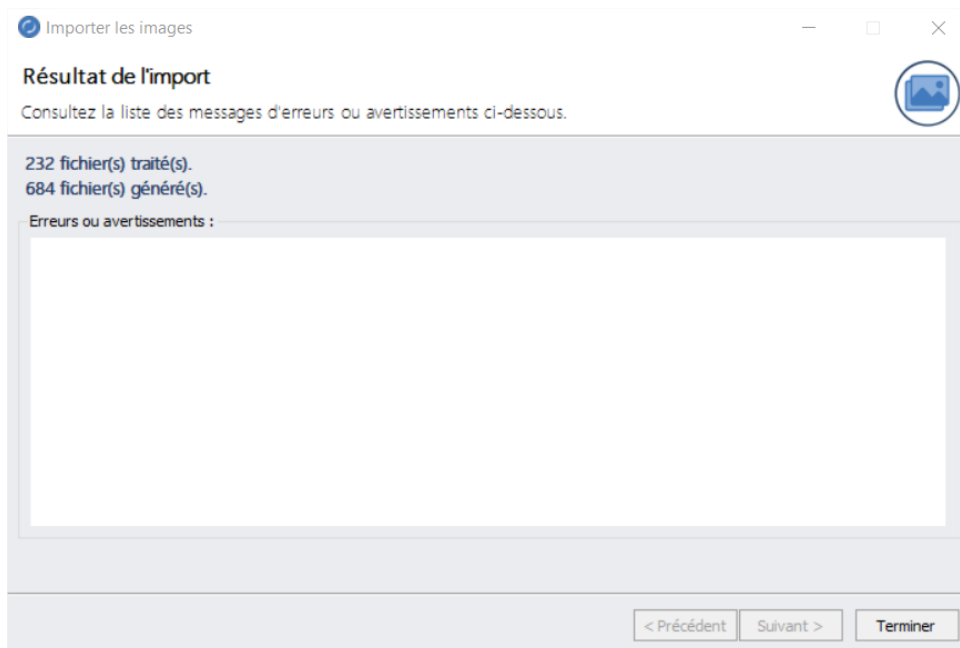 Importer les images
Résultat de l'import
Consultez la liste des messages d'erreurs ou avertissements ci-dessous.
232 fichier(s) traité(s).
684 fichier(s) généré(s).
Erreurs ou avertissements :
< Précédent Suivant > Terminer